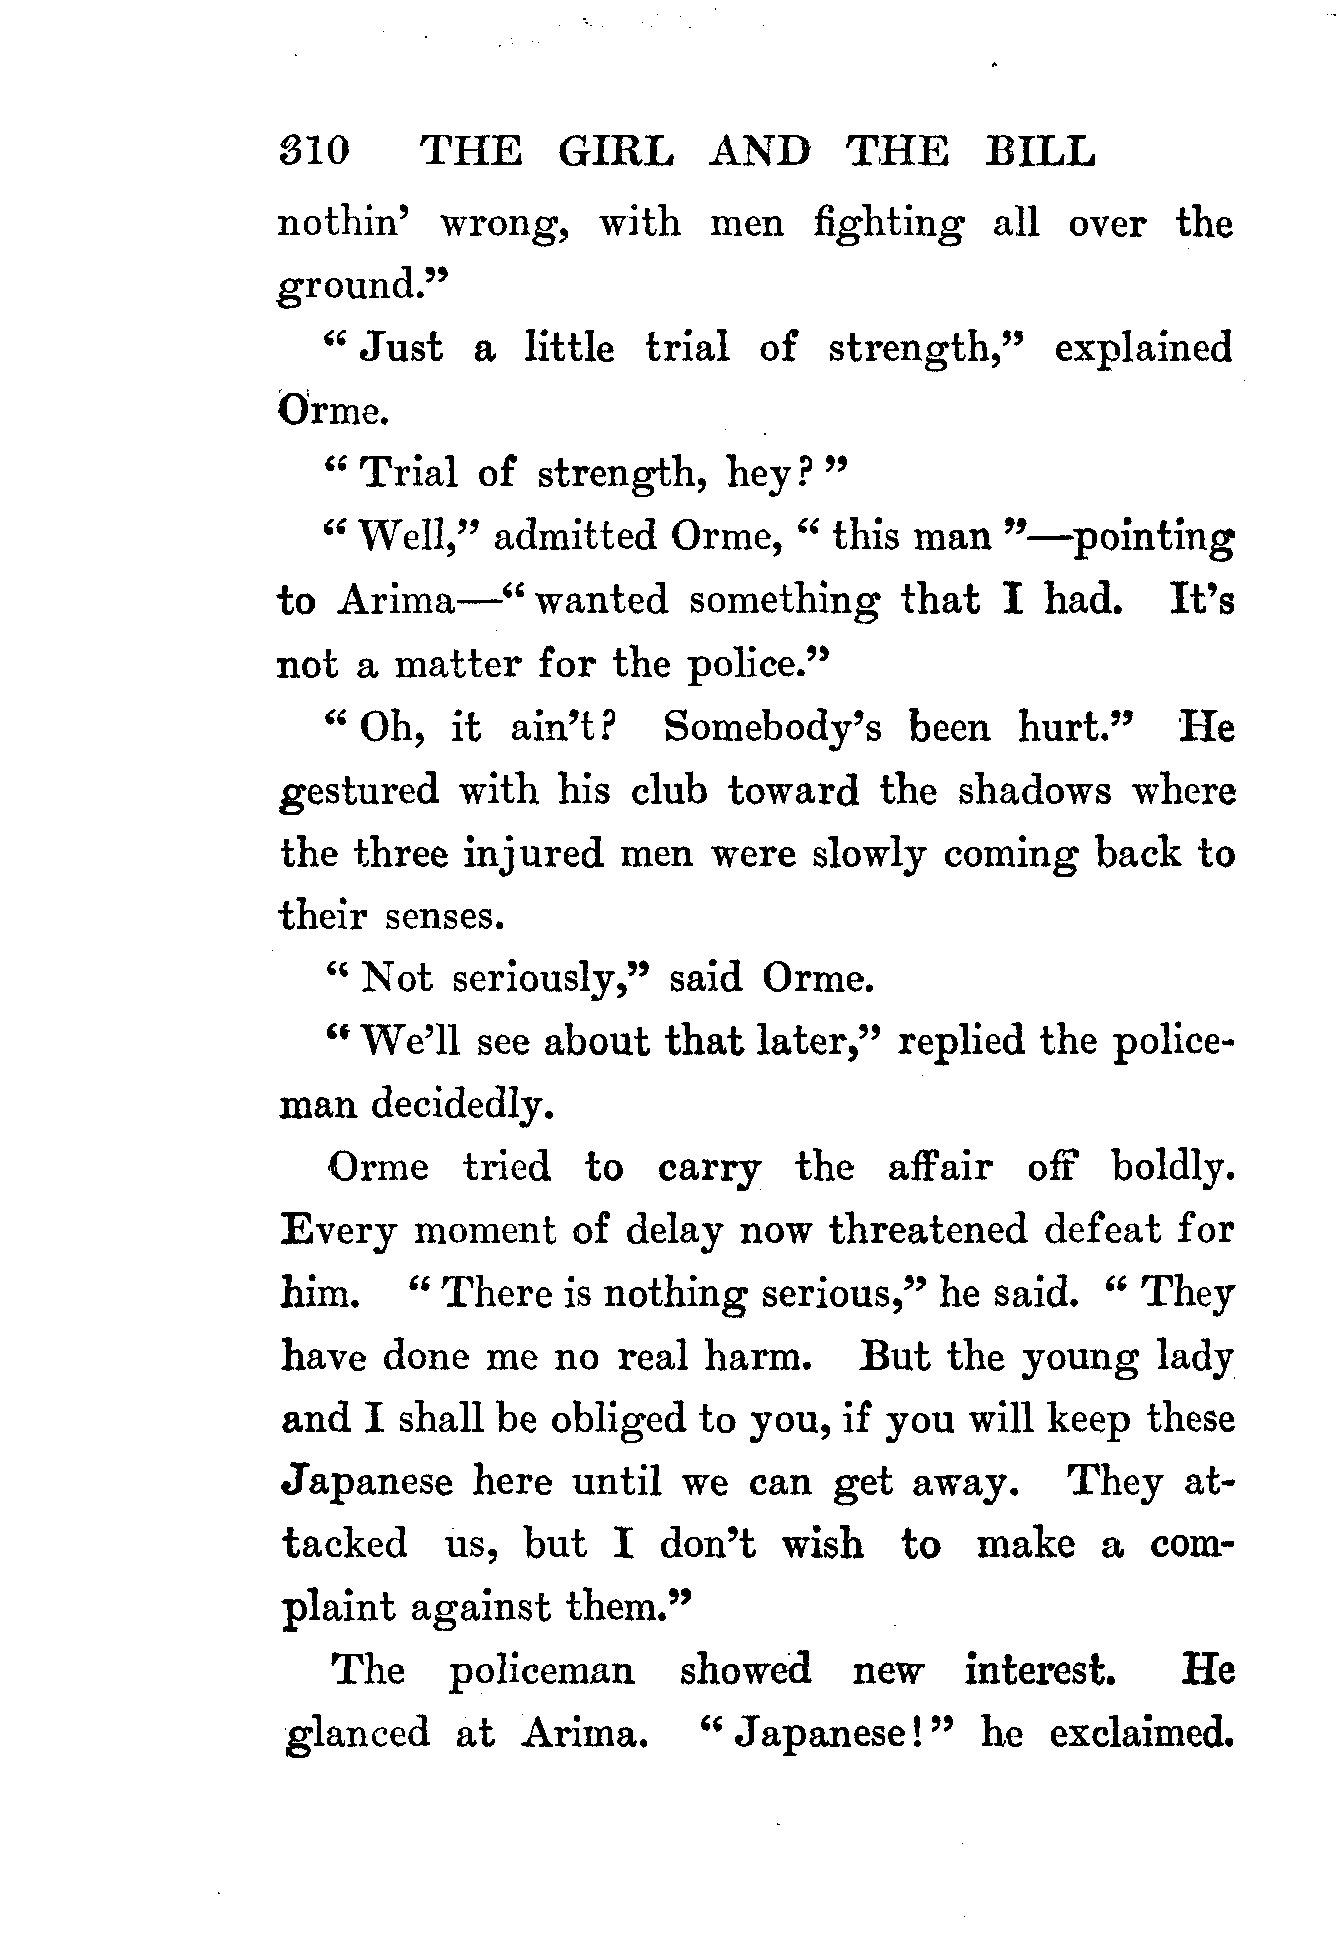 310 THE GIRL AND THE BILL
nothin' wrong, with men fighting all over the
ground."
" Just a little trial of strength," explained
Orme.
" Trial of strength, hey? "
" Well," admitted Orme, " this man "—pointing
to Arima—" wanted something that I had. It's
not a matter for the police."
" Oh, it ain't? Somebody's been hurt." He
gestured with his club toward the shadows where
the three injured men were slowly coming back to
their senses.
" Not seriously," said Orme.
" We'll see about that later," replied the police-
man decidedly.
Orme tried to carry the affair off boldly.
Every moment of delay now threatened defeat for
him. " There is nothing serious," he said. " They
have done me no real harm. But the young lady
and I shall be obliged to you, if you will keep these
Japanese here until we can get away. They at-
tacked us, but I don't wish to make a com-
plaint against them."
The policeman showed new interest. He
glanced at Arima. " Japanese! " he exclaimed.